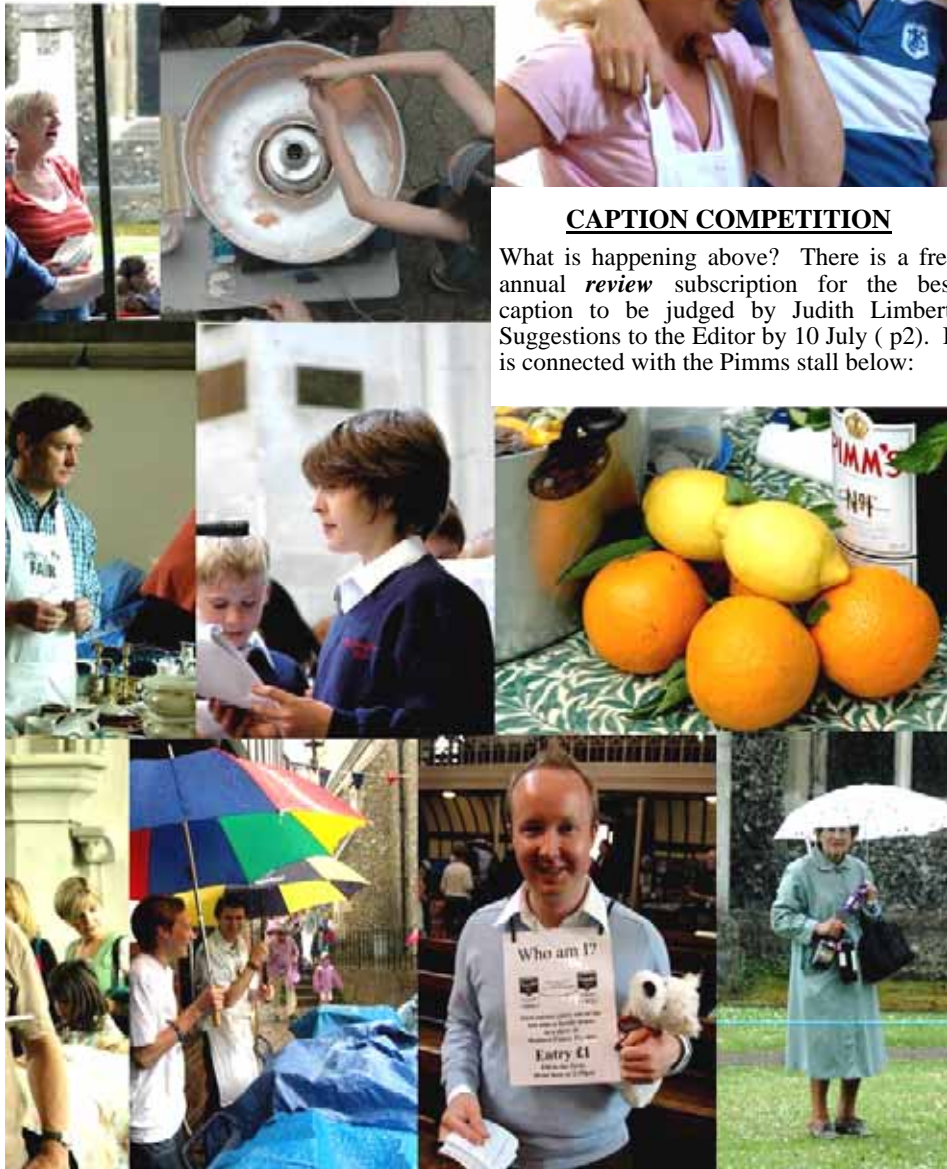 CAPTION COMPETITION
What is happening above? There is a fre
annual review subscription for the bes
caption to be judged by Judith Limber
Suggestions to the Editor by 10 July ( p2).
is connected with the Pimms stall below:
PIMM'S
Nº1
FAIR
Who am I?
Entry £1